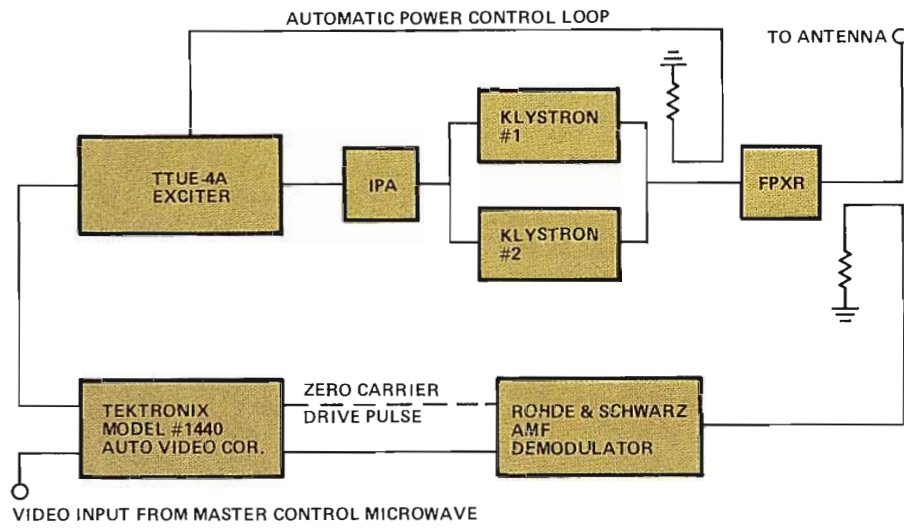 AUTOMATIC POWER CONTROL LOOP
TO ANTENNA
KLYSTRON
#1
TTUE-4A
EXCITER
IPA
FPXR
KLYSTRON
#2
ZERO CARRIER
DRIVE PULSE
TEKTRONIX
MODEL #1440
AUTO VIDEO COR.
ROHDE & SCHWARZ
AMF
DEMODULATOR
VIDEO INPUT FROM MASTER CONTROL MICROWAVE